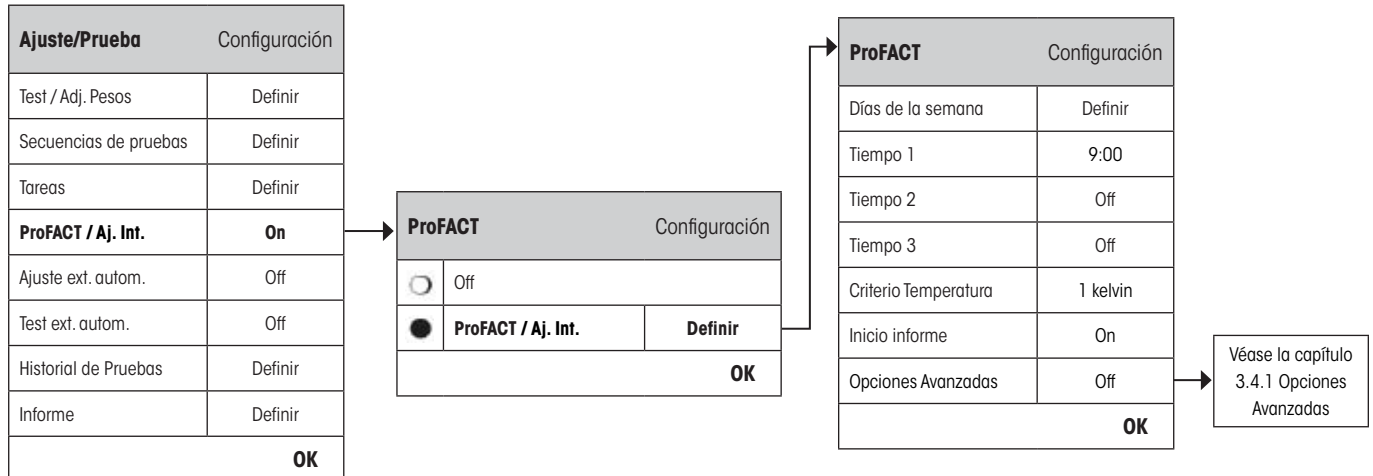 Ajuste/Prueba Configuración
Test / Adj. Pesos Definir
Secuencias de pruebas Definir
Tareas Definir
ProFACT / Aj. Int. On
Ajuste ext. autom. Off
Test ext. autom. Off
Historial de Pruebas Definir
Informe Definir
OK
ProFACT Configuración
Off
ProFACT / Aj. Int. Definir
OK
ProFACT Configuración
Días de la semana Definir
Tiempo 1 9:00
Tiempo 2 Off
Tiempo 3 Off
Criterio Temperatura 1 kelvin
Inicio informe On
Opciones Avanzadas Off
OK
Véase la capítulo
3.4.1 Opciones
Avanzadas